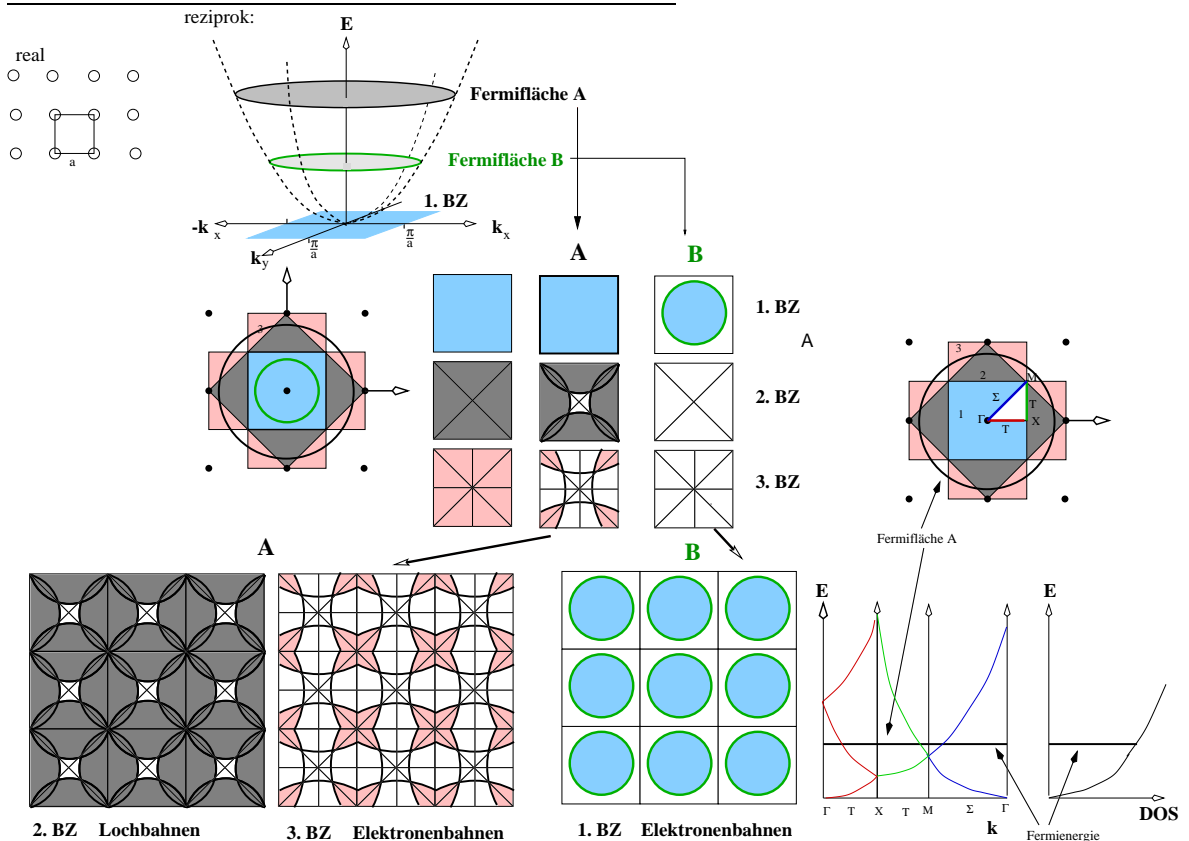 reziprok:
E
real
a
Fermifläche A
Fermifläche B
1. BZ
-k x
π
a
π
a
k x
k y
A
B
1. BZ
2. BZ
3. BZ
3
A
3
2
M
Σ
1
Γ
T
X
T
Fermifläche A
A
B
E
E
Γ T X T M Σ Γ
k
DOS
Fermienergie
2. BZ Lochbahnen
3. BZ Elektronenbahnen
1. BZ Elektronenbahnen